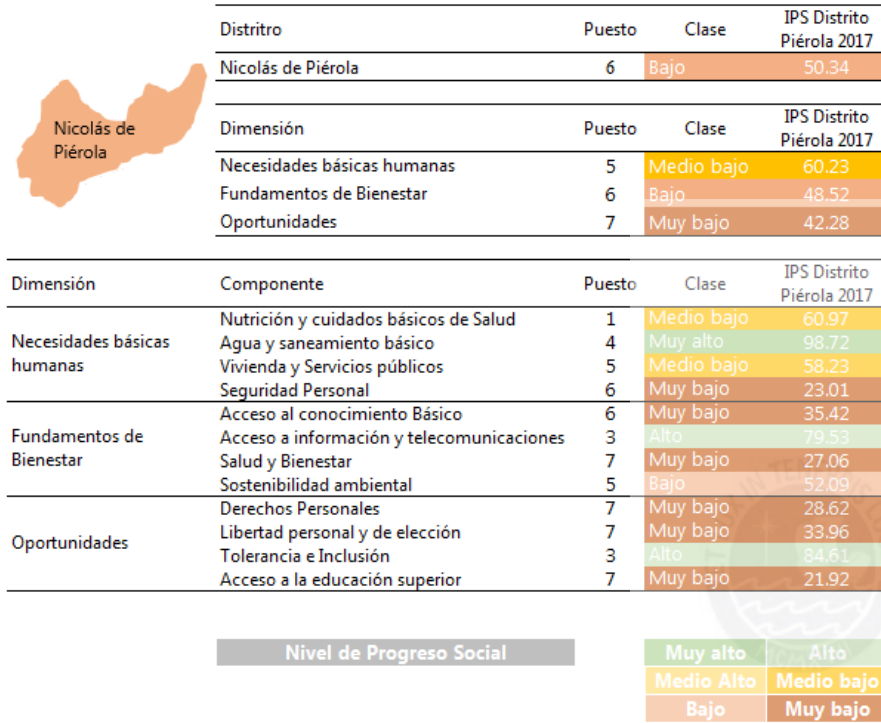 Distritro Puesto Clase IPS Distrito Piérola 2017
Nicolás de Piérola 6 Bajo 50.34
Nicolás de
Piérola
Dimensión Puesto Clase IPS Distrito Piérola 2017
Necesidades básicas humanas 5 Medio bajo 60.23
Fundamentos de Bienestar 6 Bajo 48.52
Oportunidades 7 Muy bajo 42.28
Dimensión Componente Puesto Clase IPS Distrito Piérola 2017
Necesidades básicas humanas
Nutrición y cuidados básicos de Salud 1 Medio bajo 60.97
Agua y saneamiento básico 4 Muy alto 98.72
Vivienda y Servicios públicos 5 Medio bajo 58.23
Seguridad Personal 6 Muy bajo 23.01
Fundamentos de Bienestar
Acceso al conocimiento Básico 6 Muy bajo 35.42
Acceso a información y telecomunicaciones 3 Alto 79.53
Salud y Bienestar 7 Muy bajo 27.06
Sostenibilidad ambiental 5 Bajo 52.09
Oportunidades
Derechos Personales 7 Muy bajo 28.62
Libertad personal y de elección 7 Muy bajo 33.96
Tolerancia e Inclusión 3 Alto 84.61
Acceso a la educación superior 7 Muy bajo 21.92
Nivel de Progreso Social Muy alto Alto
Medio Alto Medio bajo
Bajo Muy bajo